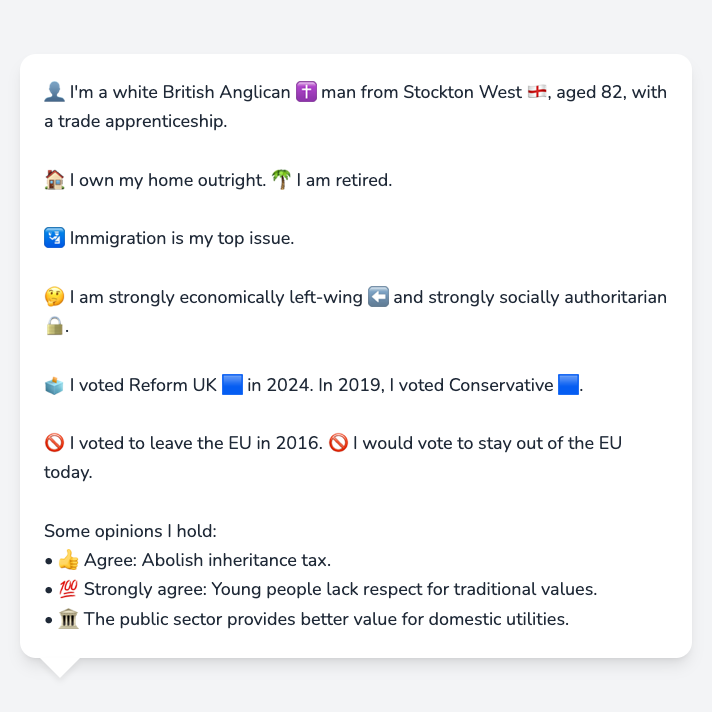 👤 I'm a white British Anglican ✝️ man from Stockton West 🏴󠁧󠁢󠁥󠁮󠁧󠁿, aged 82, with
a trade apprenticeship.
🏠 I own my home outright. 🌴 I am retired.
🛂 Immigration is my top issue.
🤔 I am strongly economically left-wing ⬅️ and strongly socially authoritarian
🔒.
🗳️ I voted Reform UK 🟦 in 2024. In 2019, I voted Conservative 🟦.
🚫 I voted to leave the EU in 2016. 🚫 I would vote to stay out of the EU
today.
Some opinions I hold:
• 👍 Agree: Abolish inheritance tax.
• 💯 Strongly agree: Young people lack respect for traditional values.
• 🏛️ The public sector provides better value for domestic utilities.